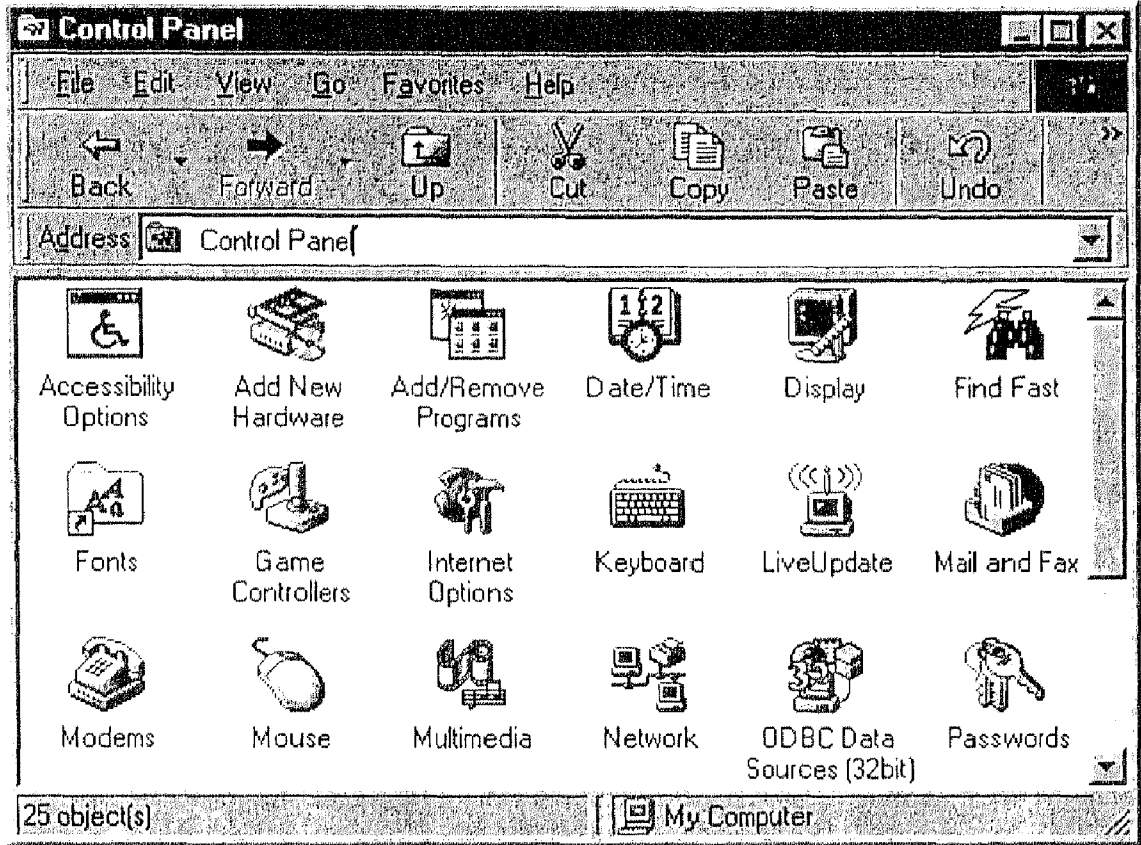 Control Panel
File Edit View Go Favorites Help
Back Forward Up Cut Copy Paste Undo »
Address Control Panel
Accessibility Options Add New Hardware Add/Remove Programs Date/Time Display Find Fast
Fonts Game Controllers Internet Options Keyboard LiveUpdate Mail and Fax
Modems Mouse Multimedia Network ODBC Data Sources (32bit) Passwords
25 object(s) My Computer